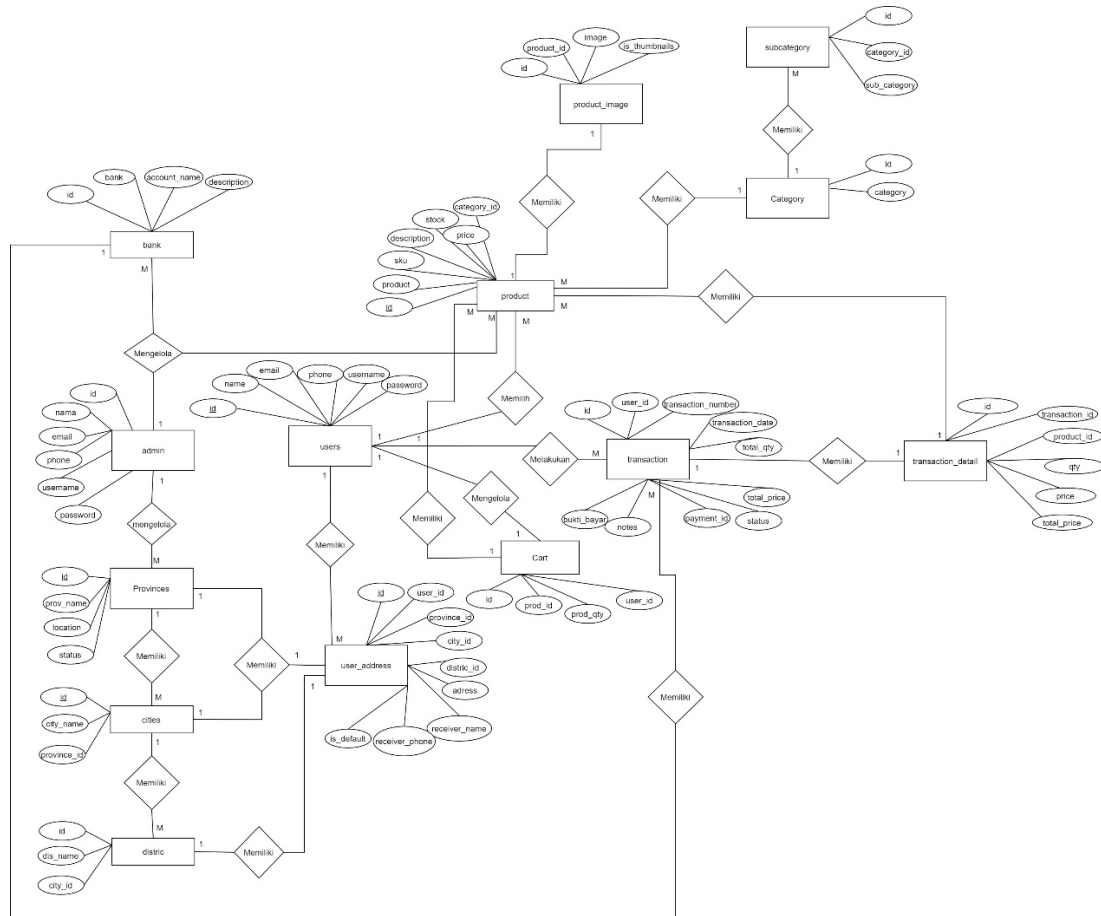 id
subcategory
category_id
sub_category
M
Memiliki
1
id
Category
category
1
product_id
image
is_thumbnails
id
product_image
1
Memiliki
1
Memiliki
M
bank
account_name
id
description
bank
1
M
Mengelola
1
category_id
stock
price
description
sku
product
id
product
M
M
M
M
Memiliki
1
Memilih
1
email
phone
username
name
password
id
users
1
1
1
1
Melakukan
M
Mengelola
1
Memiliki
1
id
nama
email
phone
username
password
admin
1
mengelola
M
user_id
transaction_number
id
transaction_date
total_qty
transaction
1
M
total_price
status
payment_id
notes
bukti_bayar
Memiliki
1
id
transaction_id
product_id
qty
price
total_price
transaction_detail
Cart
id
prod_id
prod_qty
user_id
Memiliki
M
id
prov_name
location
status
Provinces
1
1
Memiliki
M
Memiliki
1
id
user_id
province_id
city_id
distric_id
adress
receiver_name
receiver_phone
is_default
user_address
1
id
city_name
province_id
cities
1
1
Memiliki
M
id
dis_name
city_id
distric
1
Memiliki
Memiliki